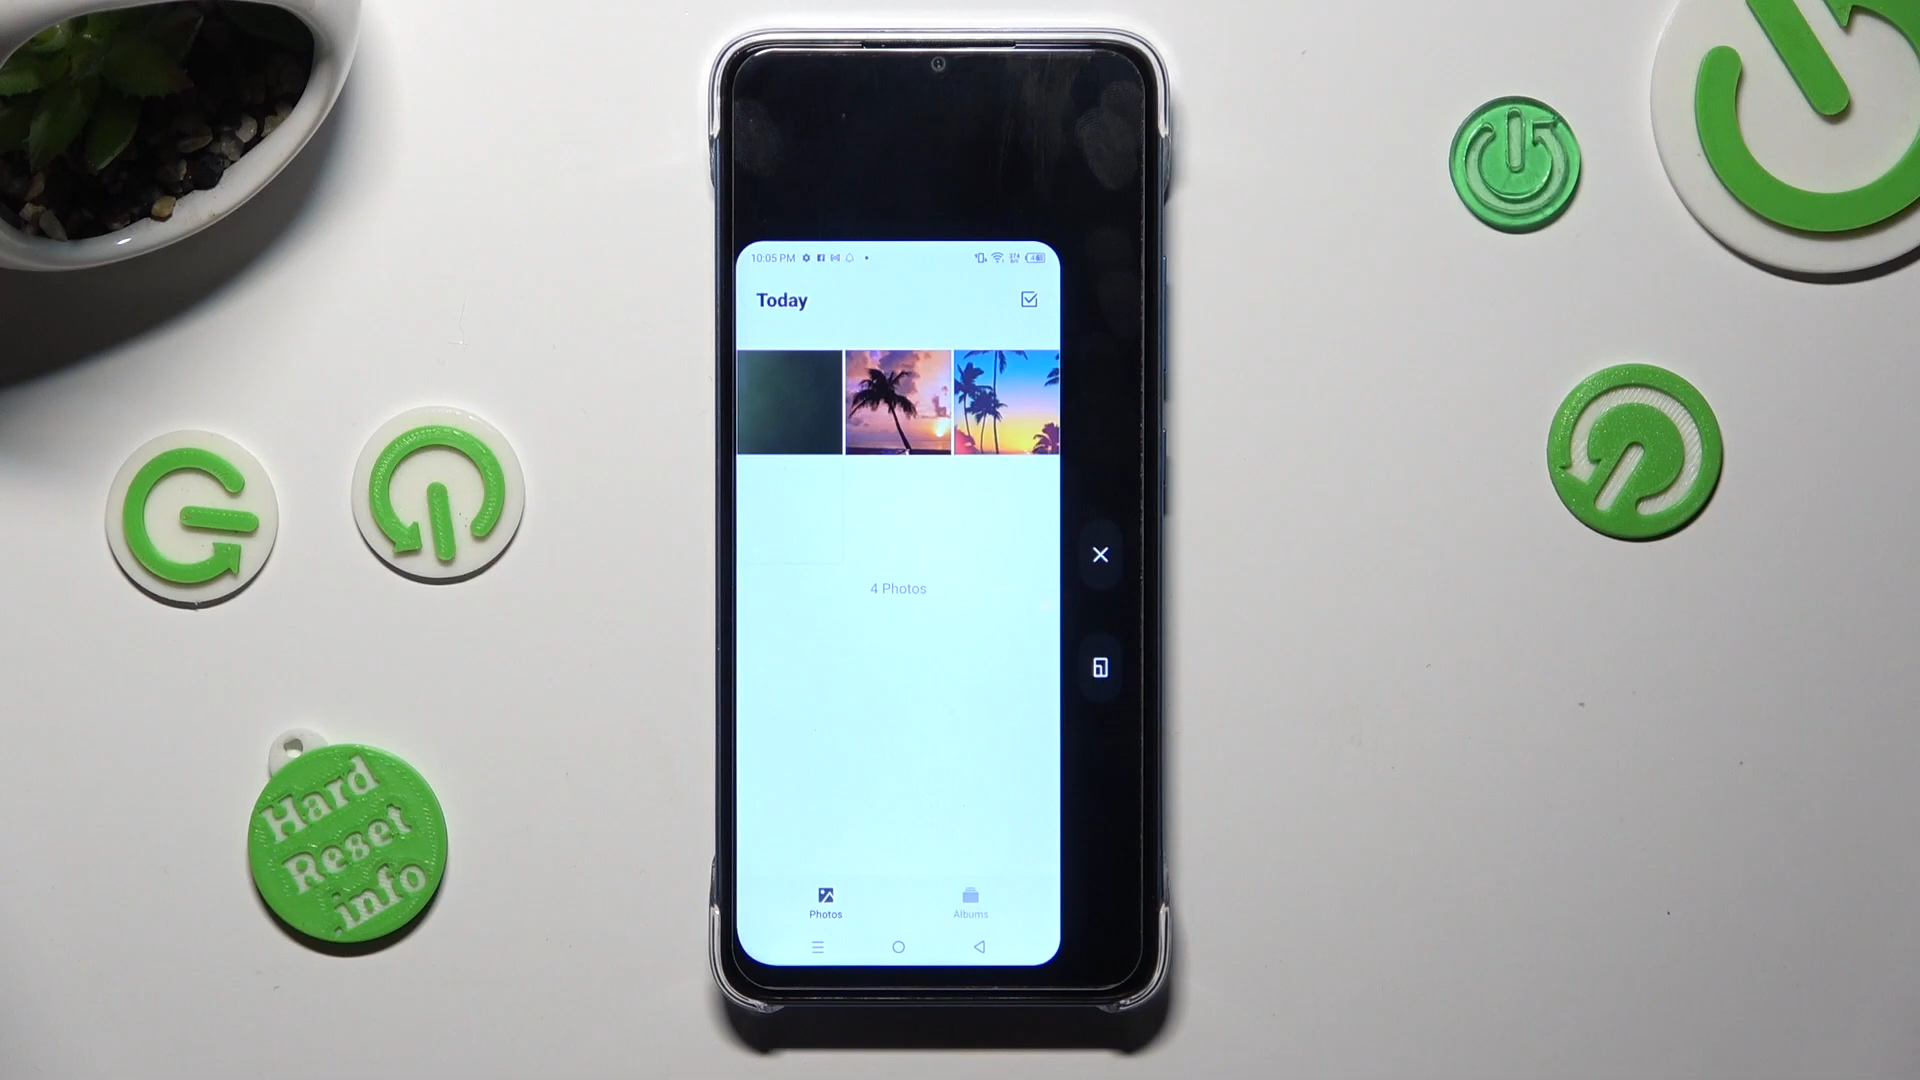 10:05 PM
Today
4 Photos
Photos
Albums
Hard
Reset
.info